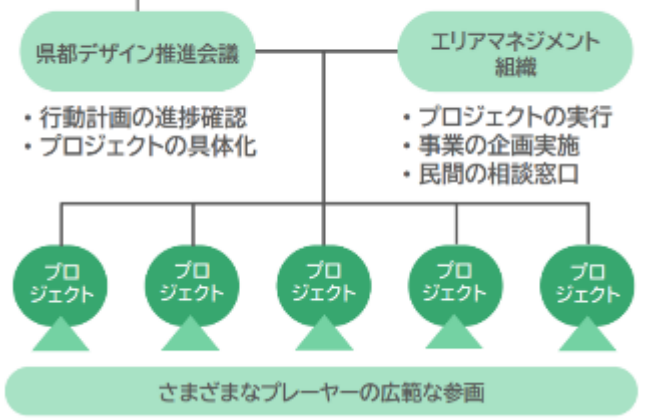 県都デザイン推進会議
エリアマネジメント
組織
・行動計画の進捗確認
・プロジェクトの具体化
・プロジェクトの実行
・事業の企画実施
・民間の相談窓口
プロ
ジェクト
プロ
ジェクト
プロ
ジェクト
プロ
ジェクト
プロ
ジェクト
さまざまなプレーヤーの広範な参画